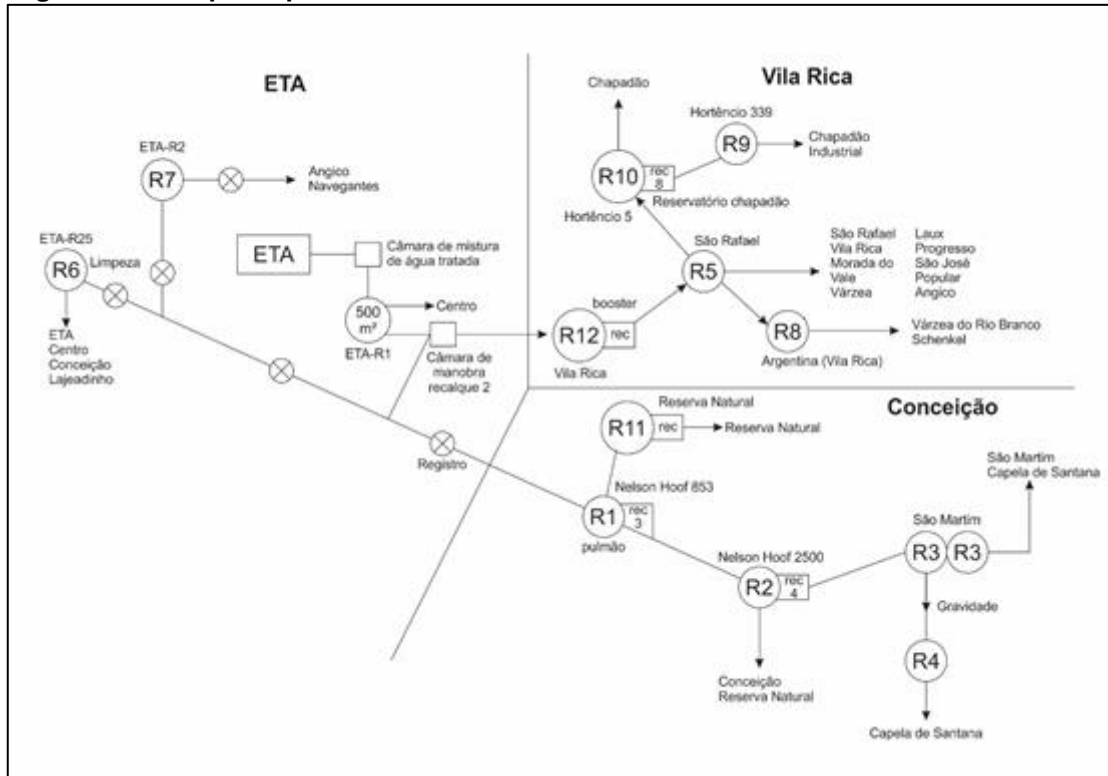 ETA
ETA-R2
R7
Angico
Navegantes
ETA-R25
R6
Limpeza
ETA
Centro
Conceição
Lajeadinho
ETA
Câmara de mistura
de água tratada
500
m³
Centro
ETA-R1
Câmara de
manobra
recalque 2
Registro
Vila Rica
Chapadão
Hortêncio 339
R9
Chapadão
Industrial
R10
rec
8
Reservatório chapadão
Hortêncio 5
São Rafael
R5
São Rafael
Vila Rica
Morada do
Vale
Várzea
Laux
Progresso
São José
Popular
Angico
booster
R12
rec
Vila Rica
R8
Argentina (Vila Rica)
Várzea do Rio Branco
Schenkel
Conceição
Reserva Natural
R11
rec
Reserva Natural
Nelson Hoof 853
R1
rec
3
pulmão
Nelson Hoof 2500
R2
rec
4
Conceição
Reserva Natural
São Martim
Capela de Santana
São Martim
R3
R3
Gravidade
R4
Capela de Santana